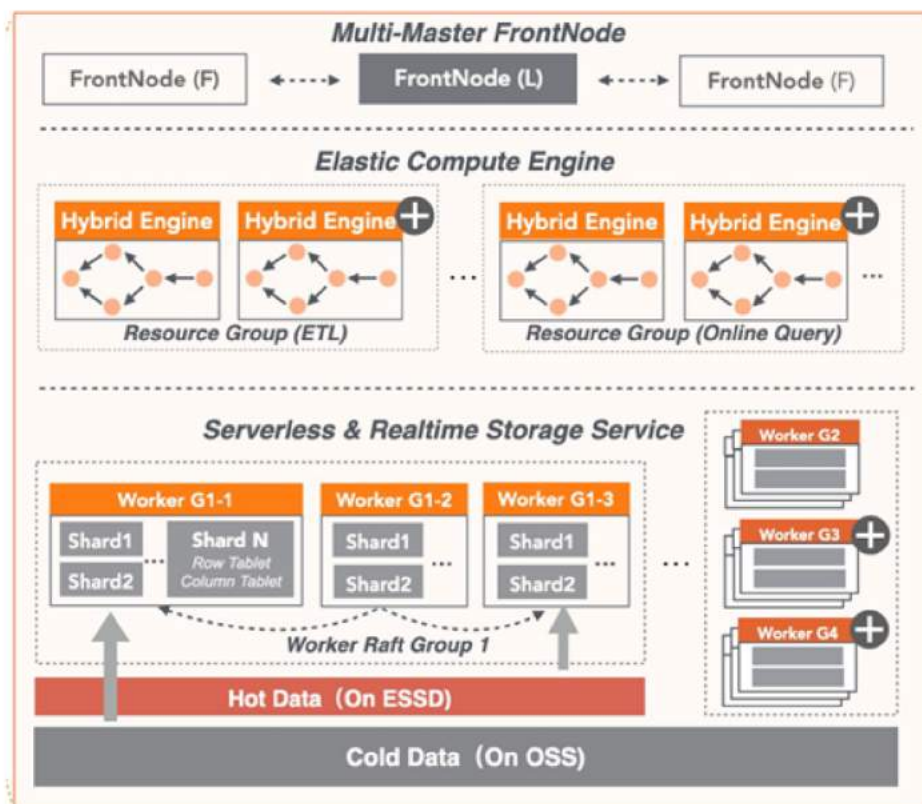 Multi-Master FrontNode
FrontNode (F)
FrontNode (L)
FrontNode (F)
Elastic Compute Engine
Hybrid Engine
Hybrid Engine
+
...
Hybrid Engine
Hybrid Engine
+
...
Resource Group (ETL)
Resource Group (Online Query)
Serverless & Realtime Storage Service
Worker G1-1
Shard1
Shard2
...
Shard N
Row Tablet
Column Tablet
Worker G1-2
Shard1
Shard2
...
Worker G1-3
Shard1
Shard2
...
Worker Raft Group 1
...
Worker G2
Worker G3
+
Worker G4
+
Hot Data（On ESSD）
Cold Data（On OSS）